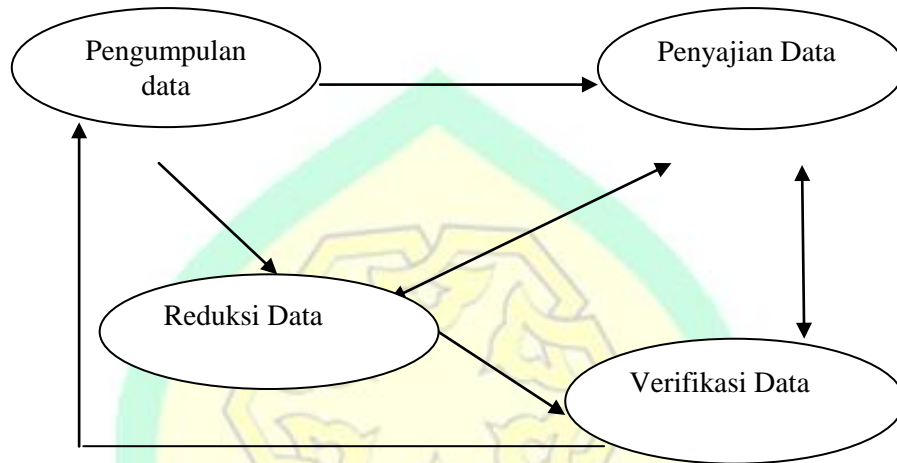 Pengumpulan
data
Penyajian Data
Reduksi Data
Verifikasi Data